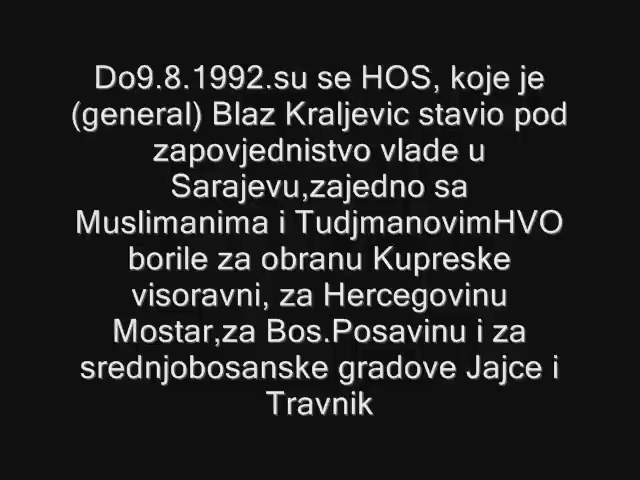 Do9.8.1992.su se HOS, koje je
(general) Blaz Kraljevic stavio pod
zapovjednistvo vlade u
Sarajevu,zajedno sa
Muslimanima i TudjmanovimHVO
borile za obranu Kupreske
visoravni, za Hercegovinu
Mostar,za Bos.Posavinu i za
srednjobosanske gradove Jajce i
Travnik